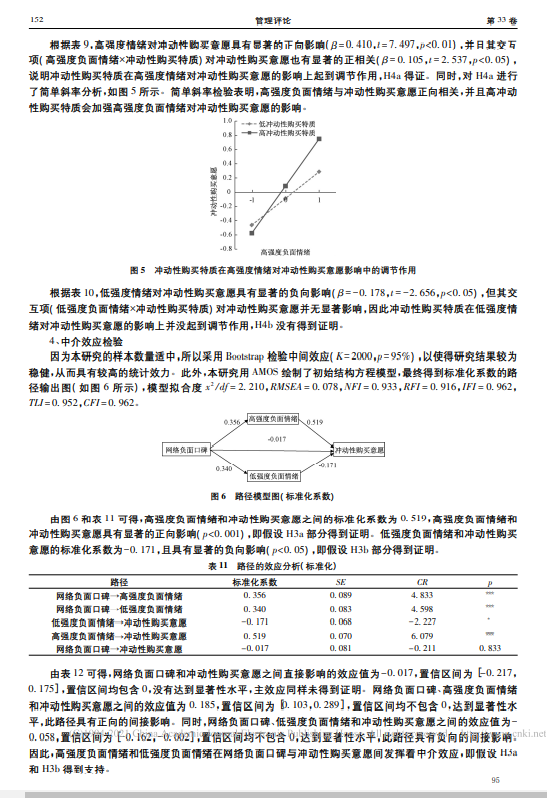 152
管理评论
第 33 卷
根据表 9,高强度情绪对冲动性购买意愿具有显著的正向影响(β=0.410,t=7.497,p<0.01),并且其交互
项(高强度情绪×冲动性购买特质)对冲动性购买意愿也有显著的正相关(β=0.105,t=2.537,p<0.05),
说明冲动性购买特质在高强度情绪对冲动性购买意愿的影响上起到调节作用,H4a 得证。同时,对 H4a 进行
了简单斜率分析,如图 5 所示。简单斜率检验表明,高强度负面情绪与冲动性购买意愿正向相关,并且高冲动
性购买特质会加强高强度负面情绪对冲动性购买意愿的影响。
1.0
0.8
0.6
0.4
0.2
0
-0.2
-0.4
-0.6
-0.8
冲动性购买意愿
低冲动性购买特质
高冲动性购买特质
-1
0
1
高强度负面情绪
图 5 冲动性购买特质在高强度情绪对冲动性购买意愿影响中的调节作用
根据表 10,低强度情绪对冲动性购买意愿具有显著的负向影响(β=-0.178,t=-2.656,p<0.05),但其交
互项(低强度情绪×冲动性购买特质)对冲动性购买意愿并无显著影响,因此冲动性购买特质在低强度情
绪对冲动性购买意愿的影响上并没起到调节作用,H4b 没有得到证明。
4、中介效应检验
因为本研究的样本数量适中,所以采用 Bootstrap 检验中间效应(K=2000,p=95%),以使得研究结果较为
稳健,从而具有较高的统计效力。此外,本研究用 AMOS 绘制了初始结构方程模型,最终得到标准化系数的路
径输出图(如图 6 所示),模型拟合度 x²/df=2.210,RMSEA=0.078,NFI=0.933,RFI=0.916,IFI=0.962,
TLI=0.952,CFI=0.962。
高强度负面情绪
0.356
0.519
-0.017
网络负面口碑
冲动性购买意愿
0.340
-0.171
低强度负面情绪
图 6 路径模型图(标准化系数)
由图 6 和表 11 可得,高强度负面情绪和冲动性购买意愿之间的标准化系数为 0.519,高强度负面情绪和
冲动性购买意愿具有显著的正向影响(p<0.001),即假设 H3a 部分得到证明。低强度负面情绪和冲动性购买
意愿的标准化系数为-0.171,且具有显著的负向影响(p<0.05),即假设 H3b 部分得到证明。
表 11 路径的效应分析(标准化)
路径 标准化系数 SE CR p
网络负面口碑→高强度负面情绪 0.356 0.089 4.833 ***
网络负面口碑→低强度负面情绪 0.340 0.083 4.598 ***
低强度负面情绪→冲动性购买意愿 -0.171 0.068 -2.227 *
高强度负面情绪→冲动性购买意愿 0.519 0.070 6.079 ***
网络负面口碑→冲动性购买意愿 -0.017 0.081 -0.211 0.833
由表 12 可得,网络负面口碑和冲动性购买意愿之间直接影响的效应值为-0.017,置信区间为 [-0.217,
0.175],置信区间均包含 0,没有达到显著性水平,主效应同样未得到证明。网络负面口碑、高强度负面情绪
和冲动性购买意愿之间的效应值为 0.185,置信区间为 [0.103,0.289],置信区间均不包含 0,达到显著性水
平,此路径具有正向的间接影响。同时,网络负面口碑、低强度负面情绪和冲动性购买意愿之间的效应值为-
0.058,置信区间为 [-0.162,-0.002],置信区间均不包含 0,达到显著性水平,此路径具有负向的间接影响。
因此,高强度负面情绪和低强度负面情绪在网络负面口碑与冲动性购买意愿间发挥着中介效应,即假设 H3a
和 H3b 得到支持。
95